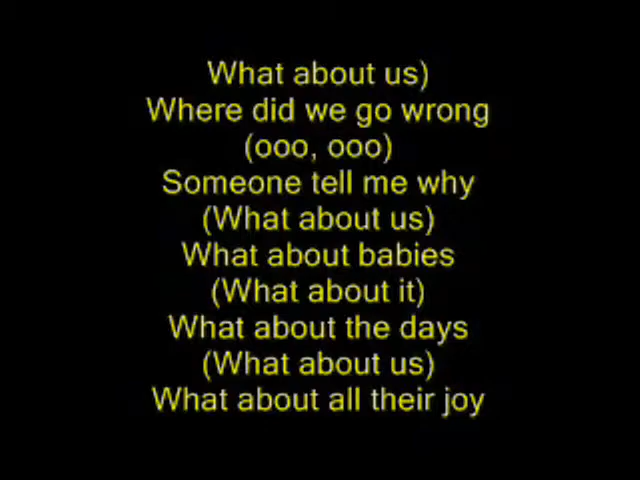 What about us)
Where did we go wrong
(ooo, ooo)
Someone tell me why
(What about us)
What about babies
(What about it)
What about the days
(What about us)
What about all their joy